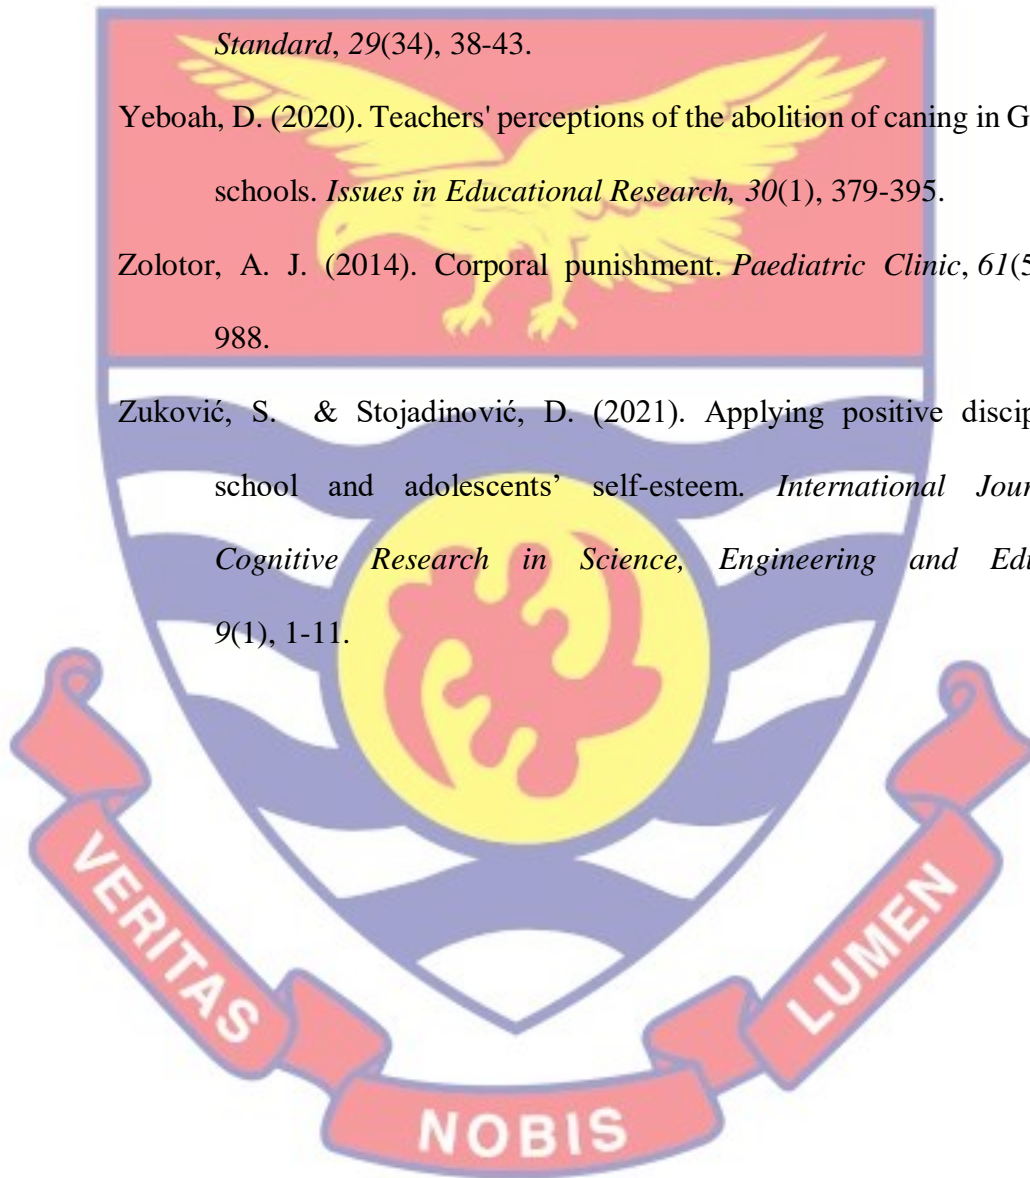 Standard, 29(34), 38-43.
Yeboah, D. (2020). Teachers' perceptions of the abolition of caning in G
schools. Issues in Educational Research, 30(1), 379-395.
Zolotor, A. J. (2014). Corporal punishment. Paediatric Clinic, 61(5
988.
Zuković, S. & Stojadinović, D. (2021). Applying positive discip
school and adolescents’ self-esteem. International Jour
Cognitive Research in Science, Engineering and Edu
9(1), 1-11.
VERITAS
NOBIS
LUMEN